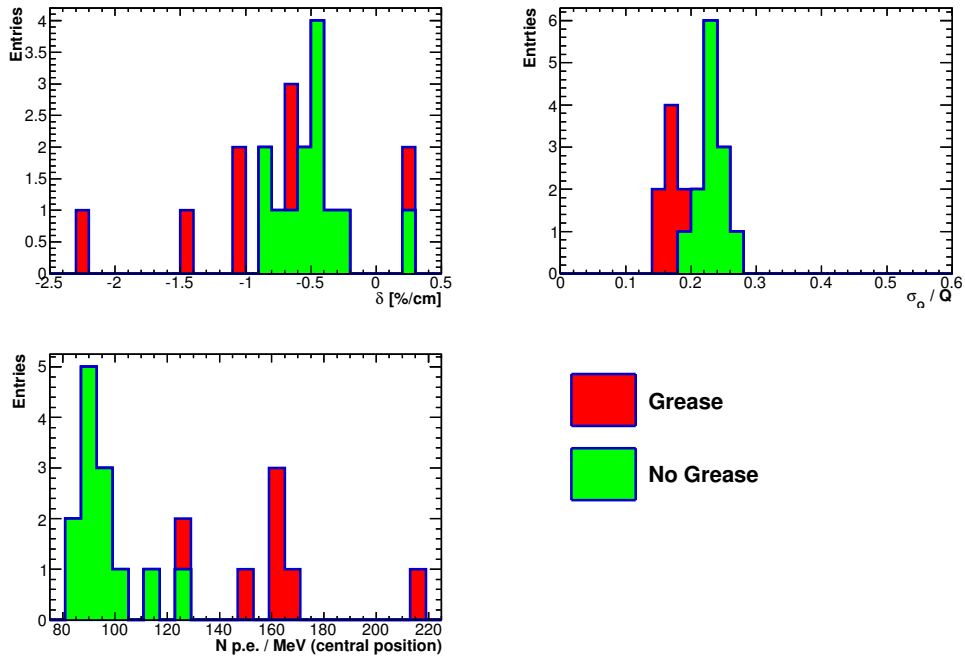 Entries
4
3.5
3
2.5
2
1.5
1
0.5
0
-2.5 -2 -1.5 -1 -0.5 0 0.5
δ [%/cm]
Entrties
6
5
4
3
2
1
0
0 0.1 0.2 0.3 0.4 0.5 0.6
σQ / Q
Entries
5
4
3
2
1
0
80 100 120 140 160 180 200 220
N p.e. / MeV (central position)
Grease
No Grease